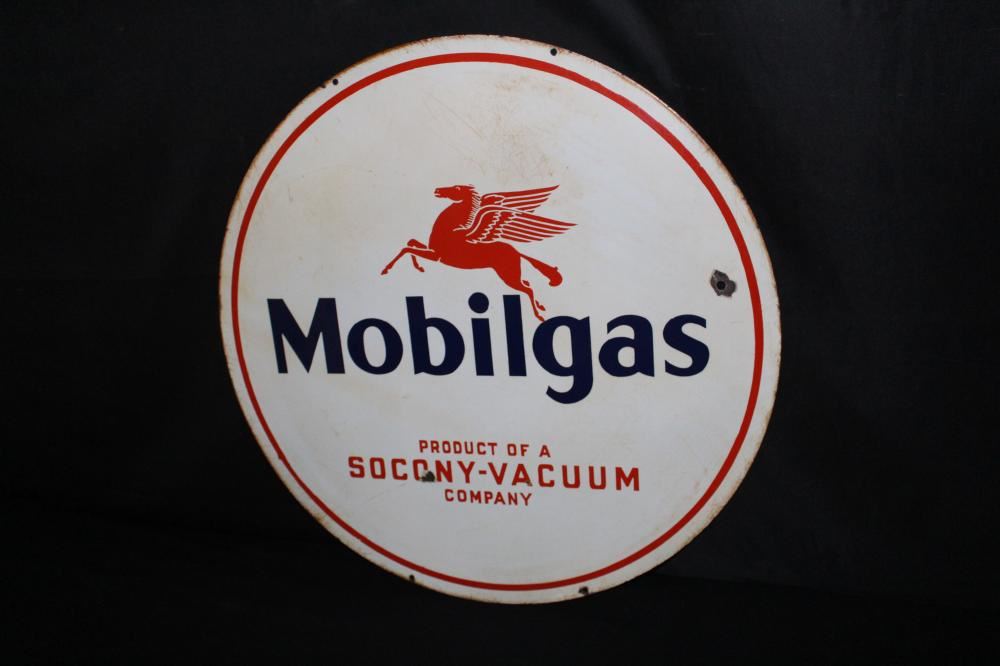 Mobilgas
PRODUCT OF A
SOCONY-VACUUM
COMPANY